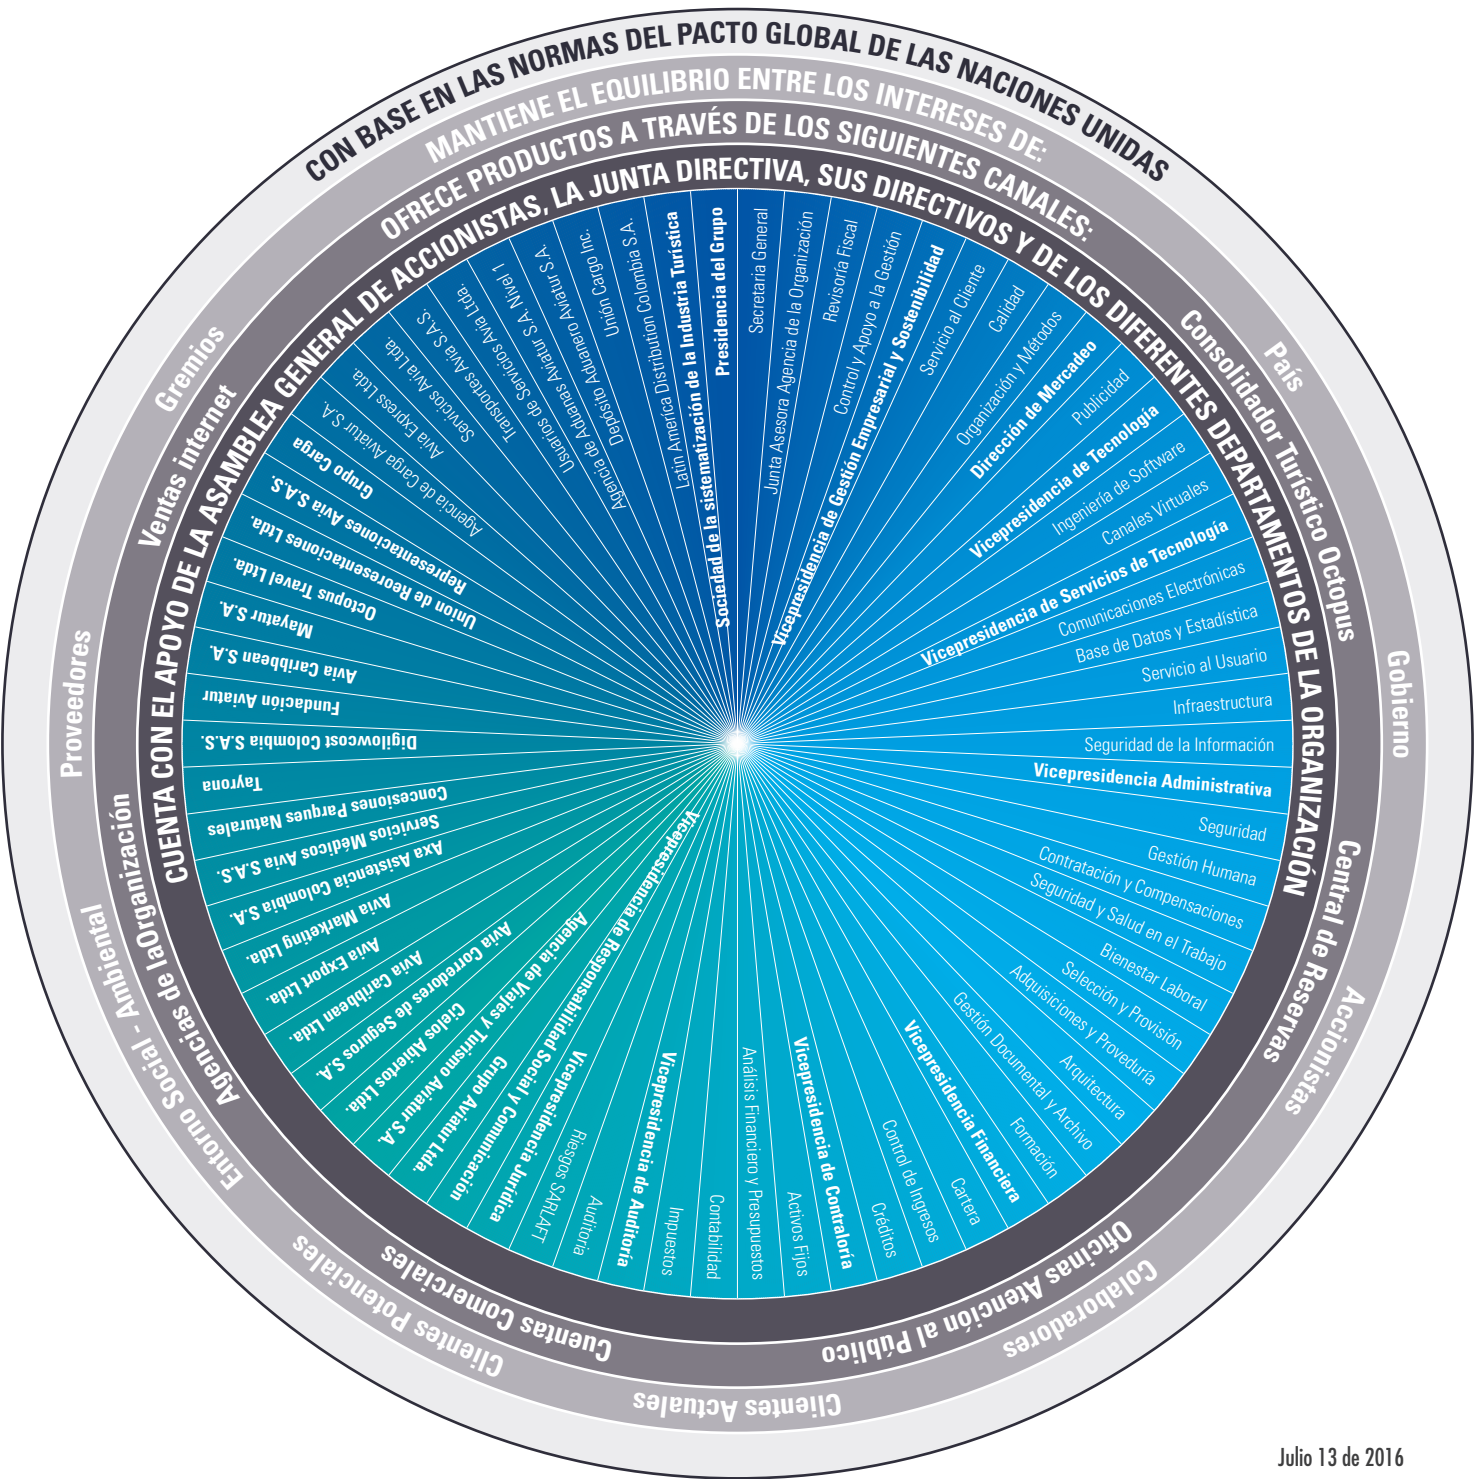 CON BASE EN LAS NORMAS DEL PACTO GLOBAL DE LAS NACIONES UNIDAS
MANTIENE EL EQUILIBRIO ENTRE LOS INTERESES DE:
País
Gobierno
Accionistas
Colaboradores
Clientes Actuales
Clientes Potenciales
Entorno Social - Ambiental
Proveedores
Gremios
OFRECE PRODUCTOS A TRAVÉS DE LOS SIGUIENTES CANALES:
Consolidador Turístico Octopus
Central de Reservas
Oficinas Atención al Público
Cuentas Comerciales
Agencias de laOrganización
Ventas internet
CUENTA CON EL APOYO DE LA ASAMBLEA GENERAL DE ACCIONISTAS, LA JUNTA DIRECTIVA, SUS DIRECTIVOS Y DE LOS DIFERENTES DEPARTAMENTOS DE LA ORGANIZACIÓN
Presidencia del Grupo
Secretaria General
Junta Asesora Agencia de la Organización
Revisoría Fiscal
Control y Apoyo a la Gestión
Vicepresidencia de Gestión Empresarial y Sostenibilidad
Servicio al Cliente
Calidad
Organización y Métodos
Dirección de Mercadeo
Publicidad
Vicepresidencia de Tecnología
Ingeniería de Software
Canales Virtuales
Vicepresidencia de Servicios de Tecnología
Comunicaciones Electrónicas
Base de Datos y Estadística
Servicio al Usuario
Infraestructura
Seguridad de la Información
Vicepresidencia Administrativa
Seguridad
Gestión Humana
Contratación y Compensaciones
Seguridad y Salud en el Trabajo
Bienestar Laboral
Selección y Provisión
Adquisiciones y Proveduría
Arquitectura
Gestión Documental y Archivo
Formación
Vicepresidencia Financiera
Cartera
Control de Ingresos
Créditos
Vicepresidencia de Contraloría
Activos Fijos
Análisis Financiero y Presupuestos
Contabilidad
Impuestos
Vicepresidencia de Auditoría
Auditoria
Riesgos SARLAFT
Vicepresidencia Jurídica
Vicepresidencia de Responsabilidad Social y Comunicación
Grupo Aviatur Ltda.
Agencia de Viajes y Turismo Aviatur S.A.
Cielos Abiertos Ltda.
Avia Corredores de Seguros S.A.
Avia Caribbean Ltda.
Avia Export Ltda.
Avia Marketing Ltda.
Axa Asistencia Colombia S.A.
Servicios Médicos Avia S.A.S.
Concesiones Parques Naturales
Tayrona
Digilowcost Colombia S.A.S.
Fundación Aviatur
Avia Caribbean S.A.
Mayatur S.A.
Octopus Travel Ltda.
Unión de Reoresentaciones Ltda.
Representaciones Avia S.A.S.
Grupo Carga
Agencia de Carga Aviatur S.A.
Avia Express Ltda.
Servicios Avia Ltda.
Transportes Avia S.A.S.
Usuarios de Servicios Avia Ltda.
Agencia de Aduanas Aviatur S.A. Nivel 1
Depósito Aduanero Aviatur S.A.
Unión Cargo Inc.
Latin América Distribution Colombia S.A.
Sociedad de la sistematización de la Industria Turística
Julio 13 de 2016